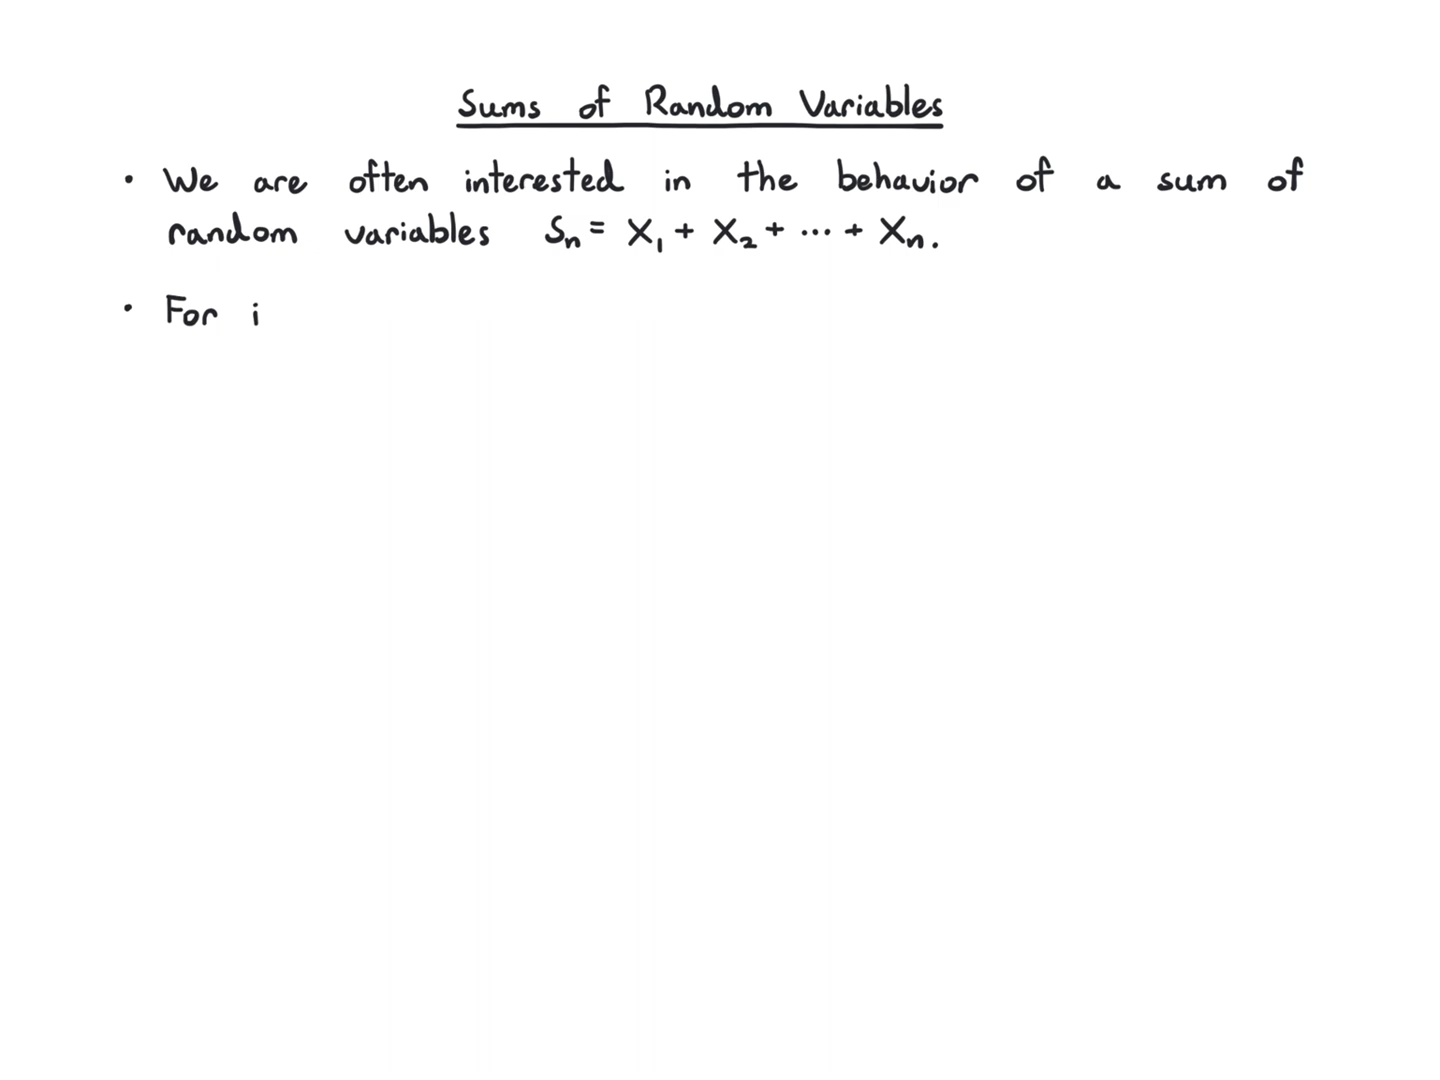 Sums of Random Variables
• We are often interested in the behavior of a sum of
random variables Sₙ = X₁ + X₂ + ... + Xₙ.
• For i